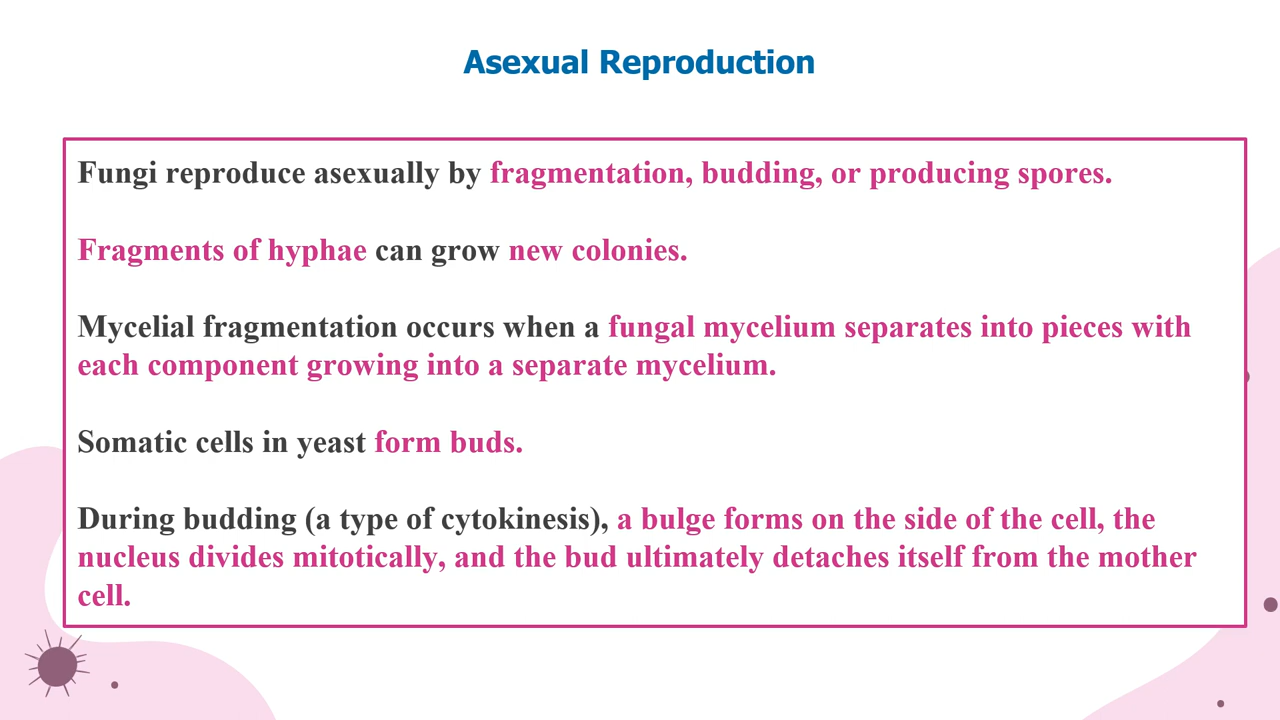 Asexual Reproduction
Fungi reproduce asexually by fragmentation, budding, or producing spores.
Fragments of hyphae can grow new colonies.
Mycelial fragmentation occurs when a fungal mycelium separates into pieces with
each component growing into a separate mycelium.
Somatic cells in yeast form buds.
During budding (a type of cytokinesis), a bulge forms on the side of the cell, the
nucleus divides mitotically, and the bud ultimately detaches itself from the mother
cell.